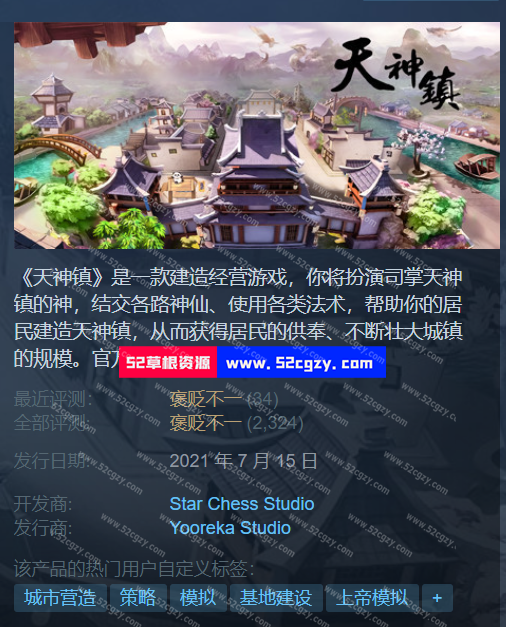 天神鎮
《天神镇》是一款建造经营游戏，你将扮演司掌天神
镇的神，结交各路神仙、使用各类法术，帮助你的居
民建造天神镇，从而获得居民的供奉、不断壮大城镇
的规模。官方
52草根资源 www.52cgzy.com
最近评测： 褒贬不一 (34)
全部评测： 褒贬不一 (2,324)
发行日期: 2021 年 7 月 15 日
开发商: Star Chess Studio
发行商: Yooreka Studio
该产品的热门用户自定义标签：
城市营造 策略 模拟 基地建设 上帝模拟 +